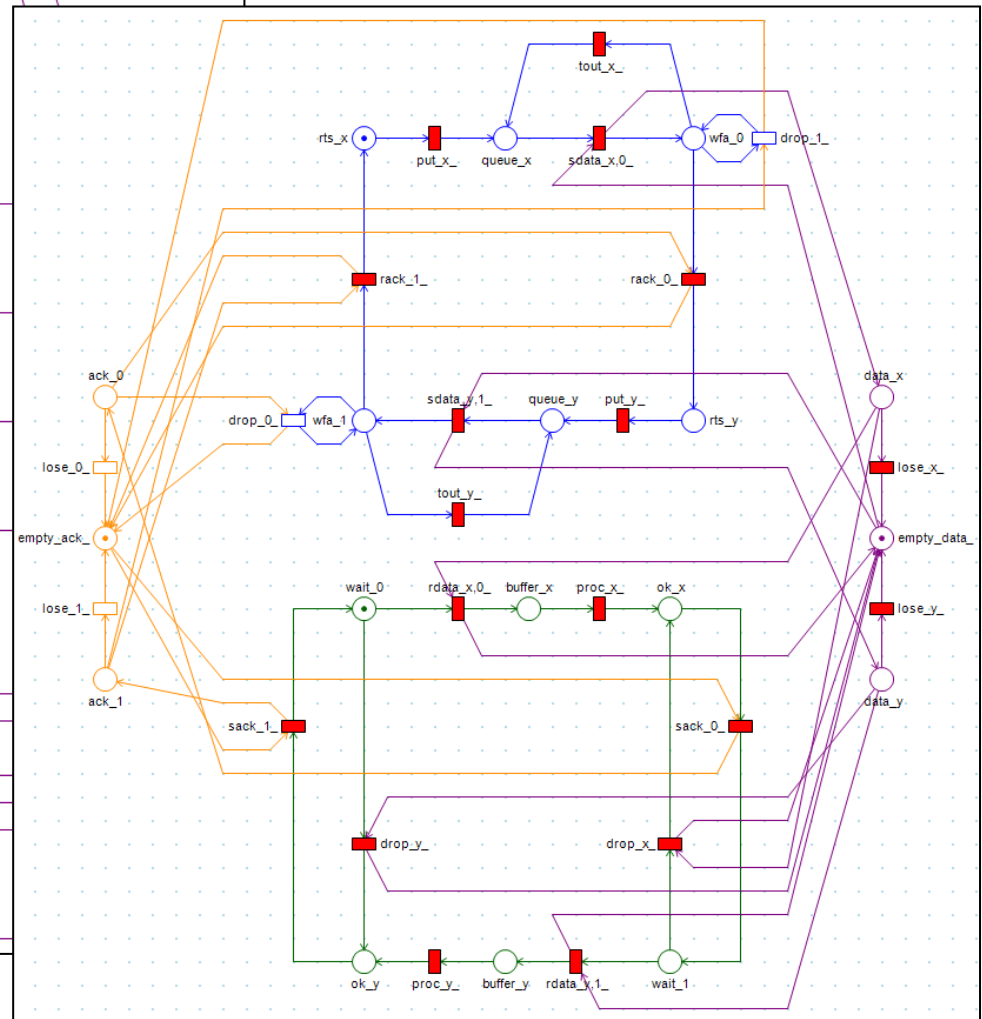 tout_x_
rts_x
put_x_
queue_x
sdata_x,0_
wfa_0
drop_1_
rack_1_
rack_0_
ack_0
data_x
sdata_y,1_
queue_y
put_y_
drop_0_
wfa_1
rts_y
lose_0_
lose_x_
tout_y_
empty_ack_
empty_data_
wait_0
rdata_x,0_
buffer_x
proc_x_
ok_x
lose_1_
lose_y_
ack_1
data_y
sack_1_
sack_0_
drop_y_
drop_x_
ok_y
proc_y_
buffer_y
rdata_y,1_
wait_1